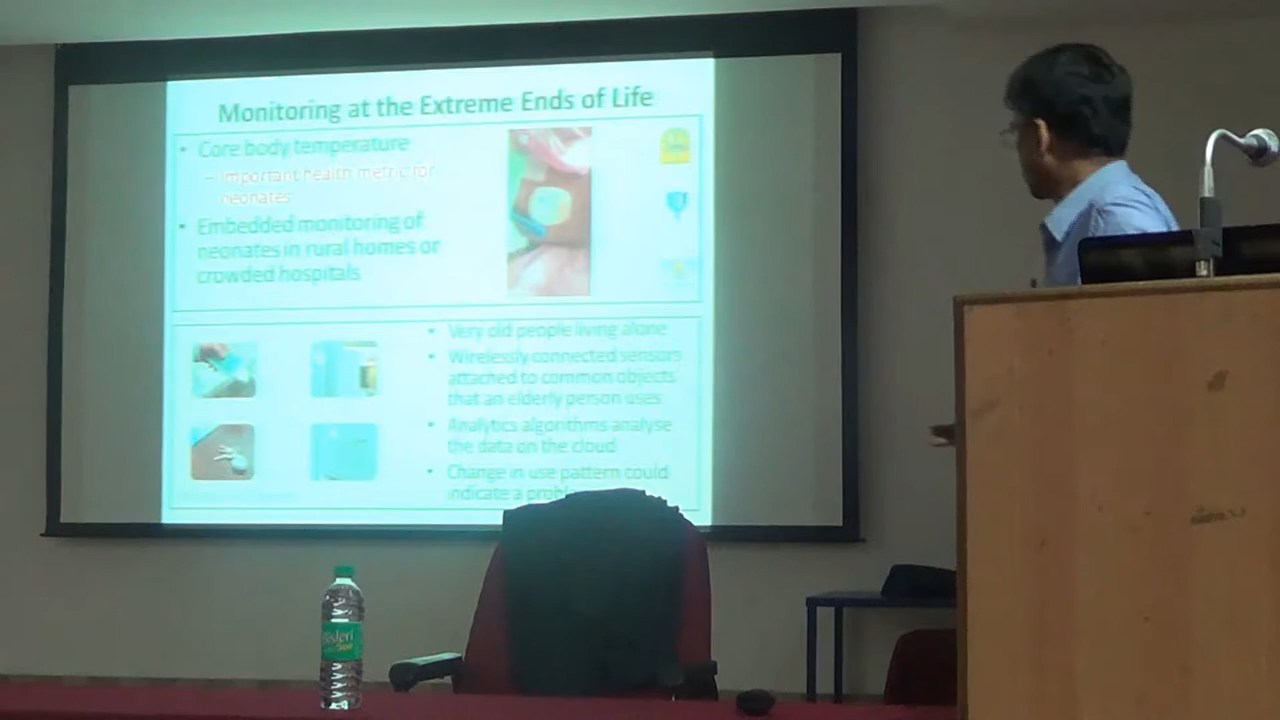 Monitoring at the Extreme Ends of Life
• Core body temperature
– Important health metric for
neonates
• Embedded monitoring of
neonates in rural homes or
crowded hospitals
• Very old people living alone
• Wirelessly connected sensors
attached to common objects
that an elderly person uses
• Analytics algorithms analyse
the data on the cloud
• Change in use pattern could
indicate a probl
Bisleri